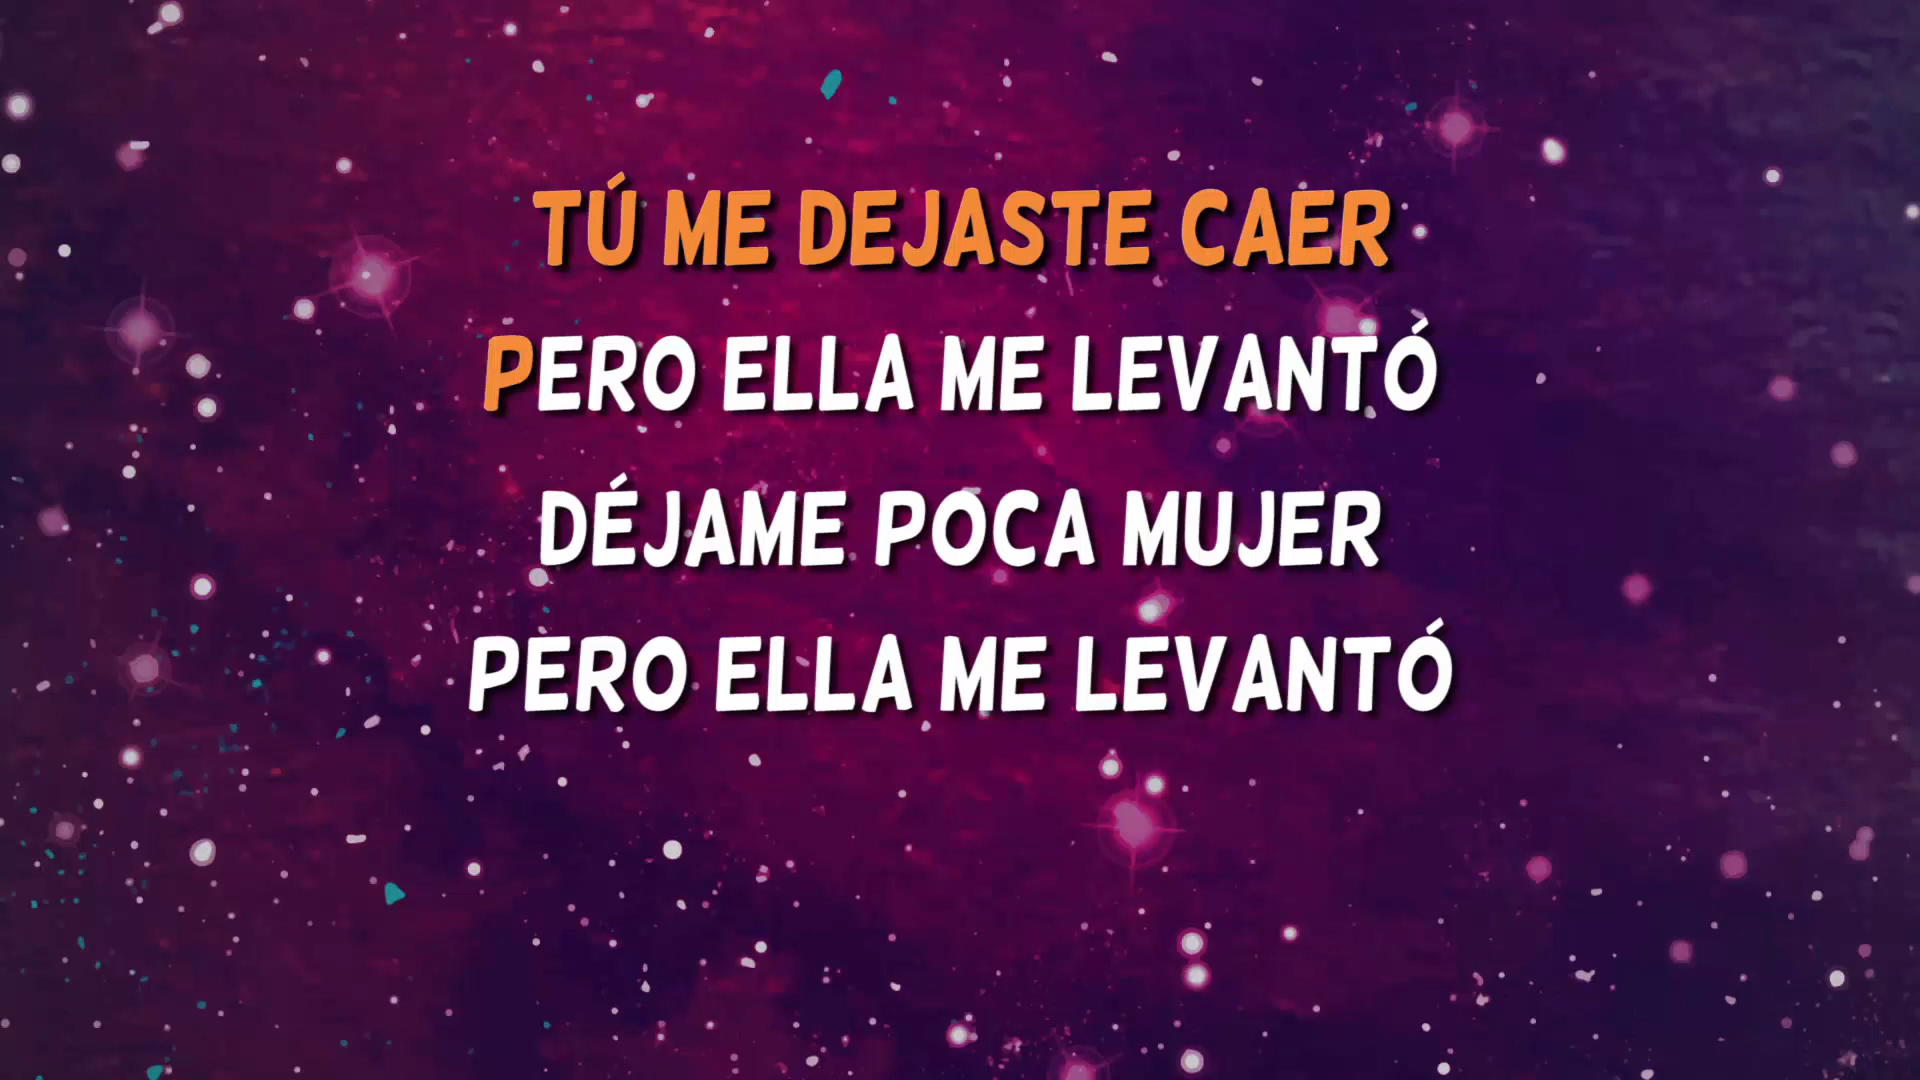 TÚ ME DEJASTE CAER
PERO ELLA ME LEVANTÓ
DÉJAME POCA MUJER
PERO ELLA ME LEVANTÓ